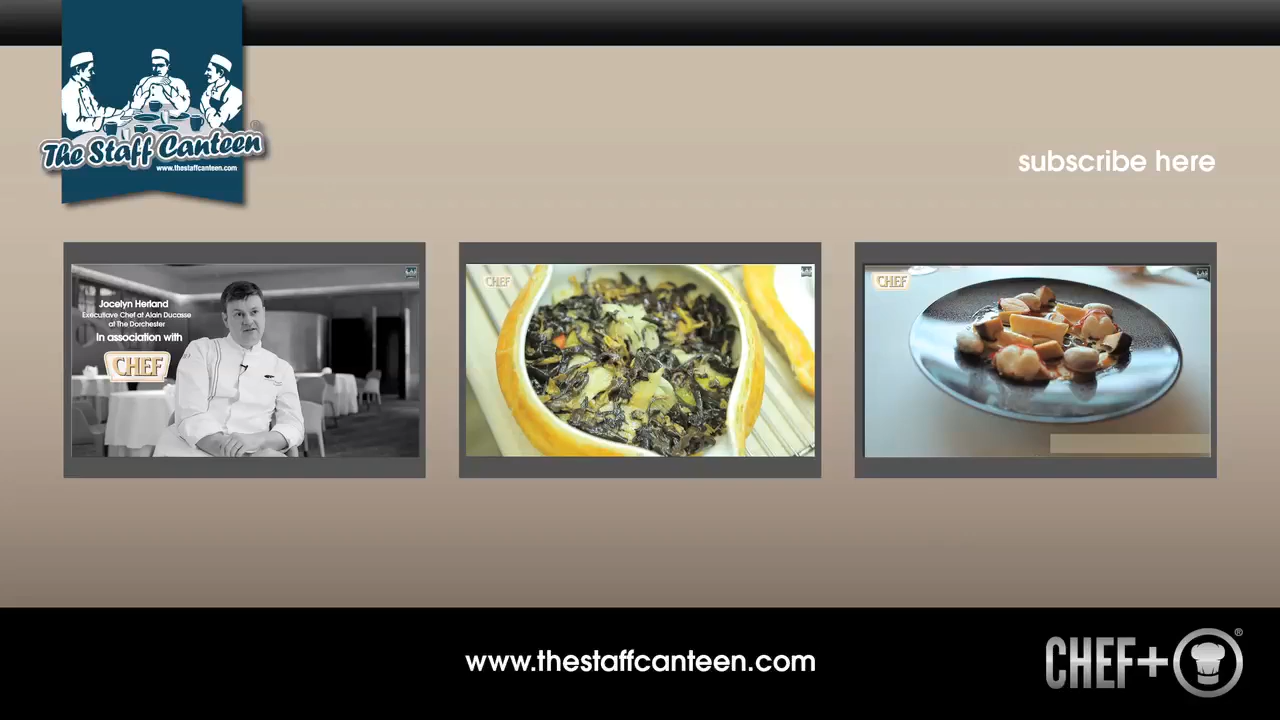 The Staff Canteen
®
www.thestaffcanteen.com
subscribe here
Jocelyn Herland
Executive Chef at Alain Ducasse
at The Dorchester
In association with
CHEF
CHEF
CHEF
www.thestaffcanteen.com
CHEF+
®